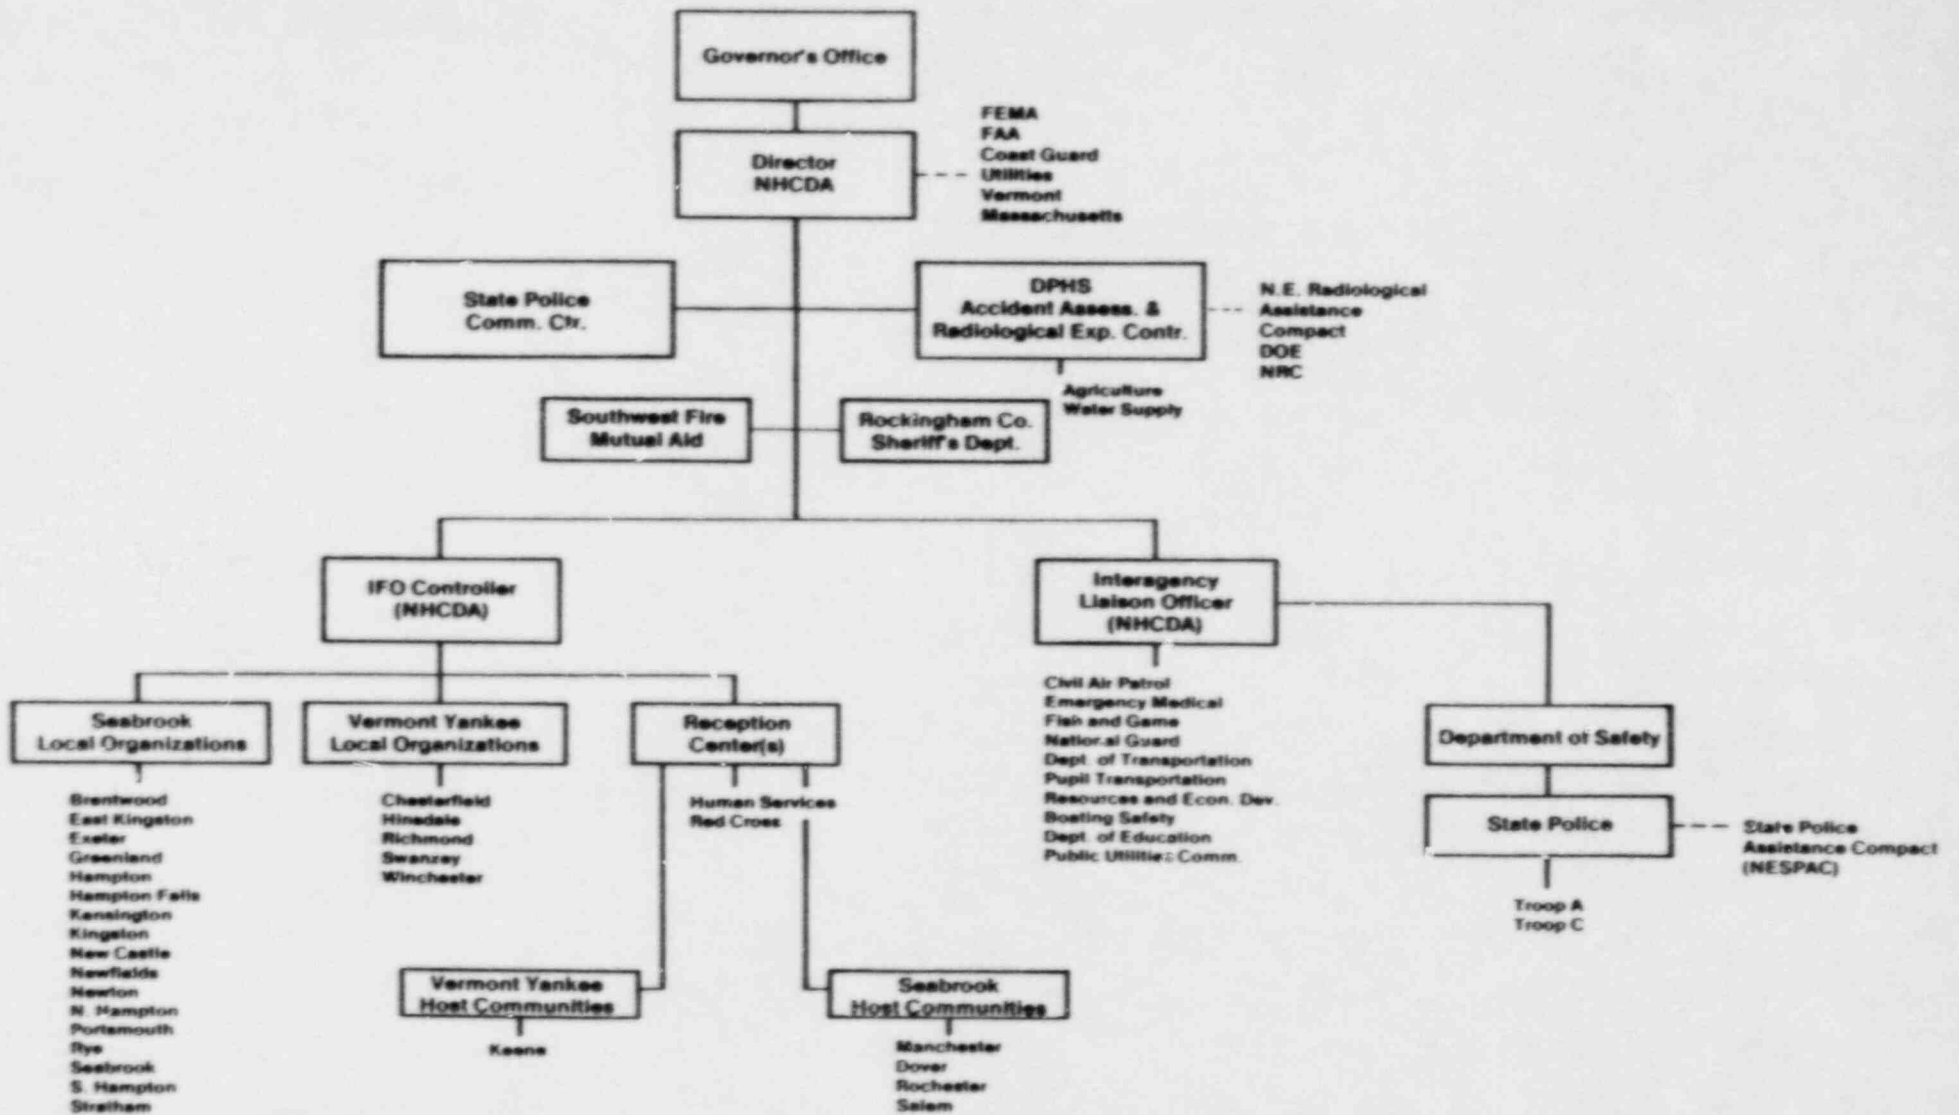 Governor's Office
Director
NHCDA
FEMA
FAA
Coast Guard
Utilities
Vermont
Massachusetts
State Police
Comm. Ctr.
DPHS
Accident Assess. &
Radiological Exp. Contr.
N.E. Radiological
Assistance
Compact
DOE
NRC
Agriculture
Water Supply
Southwest Fire
Mutual Aid
Rockingham Co.
Sheriff's Dept.
IFO Controller
(NHCDA)
Interagency
Liaison Officer
(NHCDA)
Seabrook
Local Organizations
Vermont Yankee
Local Organizations
Reception
Center(s)
Civil Air Patrol
Emergency Medical
Fish and Game
National Guard
Dept. of Transportation
Pupil Transportation
Resources and Econ. Dev.
Boating Safety
Dept. of Education
Public Utilities Comm.
Department of Safety
State Police
State Police
Assistance Compact
(NESPAC)
Troop A
Troop C
Brentwood
East Kingston
Exeter
Greenland
Hampton
Hampton Falls
Kensington
Kingston
New Castle
Newfields
Newton
N. Hampton
Portsmouth
Rye
Seabrook
S. Hampton
Stratham
Chesterfield
Hinsdale
Richmond
Swanzey
Winchester
Human Services
Red Cross
Vermont Yankee
Host Communities
Keene
Seabrook
Host Communities
Manchester
Dover
Rochester
Salem